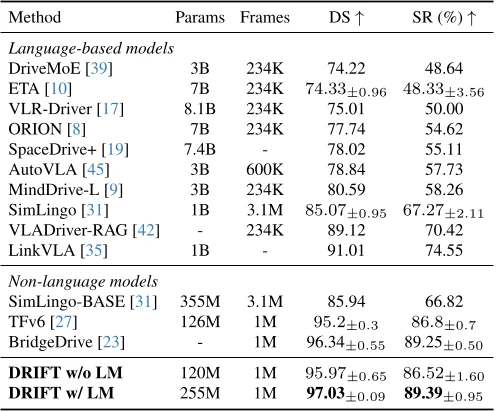 Method Params Frames DS ↑ SR (%) ↑
Language-based models
DriveMoE [39] 3B 234K 74.22 48.64
ETA [10] 7B 234K 74.33±0.96 48.33±3.56
VLR-Driver [17] 8.1B 234K 75.01 50.00
ORION [8] 7B 234K 77.74 54.62
SpaceDrive+ [19] 7.4B - 78.02 55.11
AutoVLA [45] 3B 600K 78.84 57.73
MindDrive-L [9] 3B 234K 80.59 58.26
SimLingo [31] 1B 3.1M 85.07±0.95 67.27±2.11
VLADriver-RAG [42] - 234K 89.12 70.42
LinkVLA [35] 1B - 91.01 74.55
Non-language models
SimLingo-BASE [31] 355M 3.1M 85.94 66.82
TFv6 [27] 126M 1M 95.2±0.3 86.8±0.7
BridgeDrive [23] - 1M 96.34±0.55 89.25±0.50
DRIFT w/o LM 120M 1M 95.97±0.65 86.52±1.60
DRIFT w/ LM 255M 1M 97.03±0.09 89.39±0.95